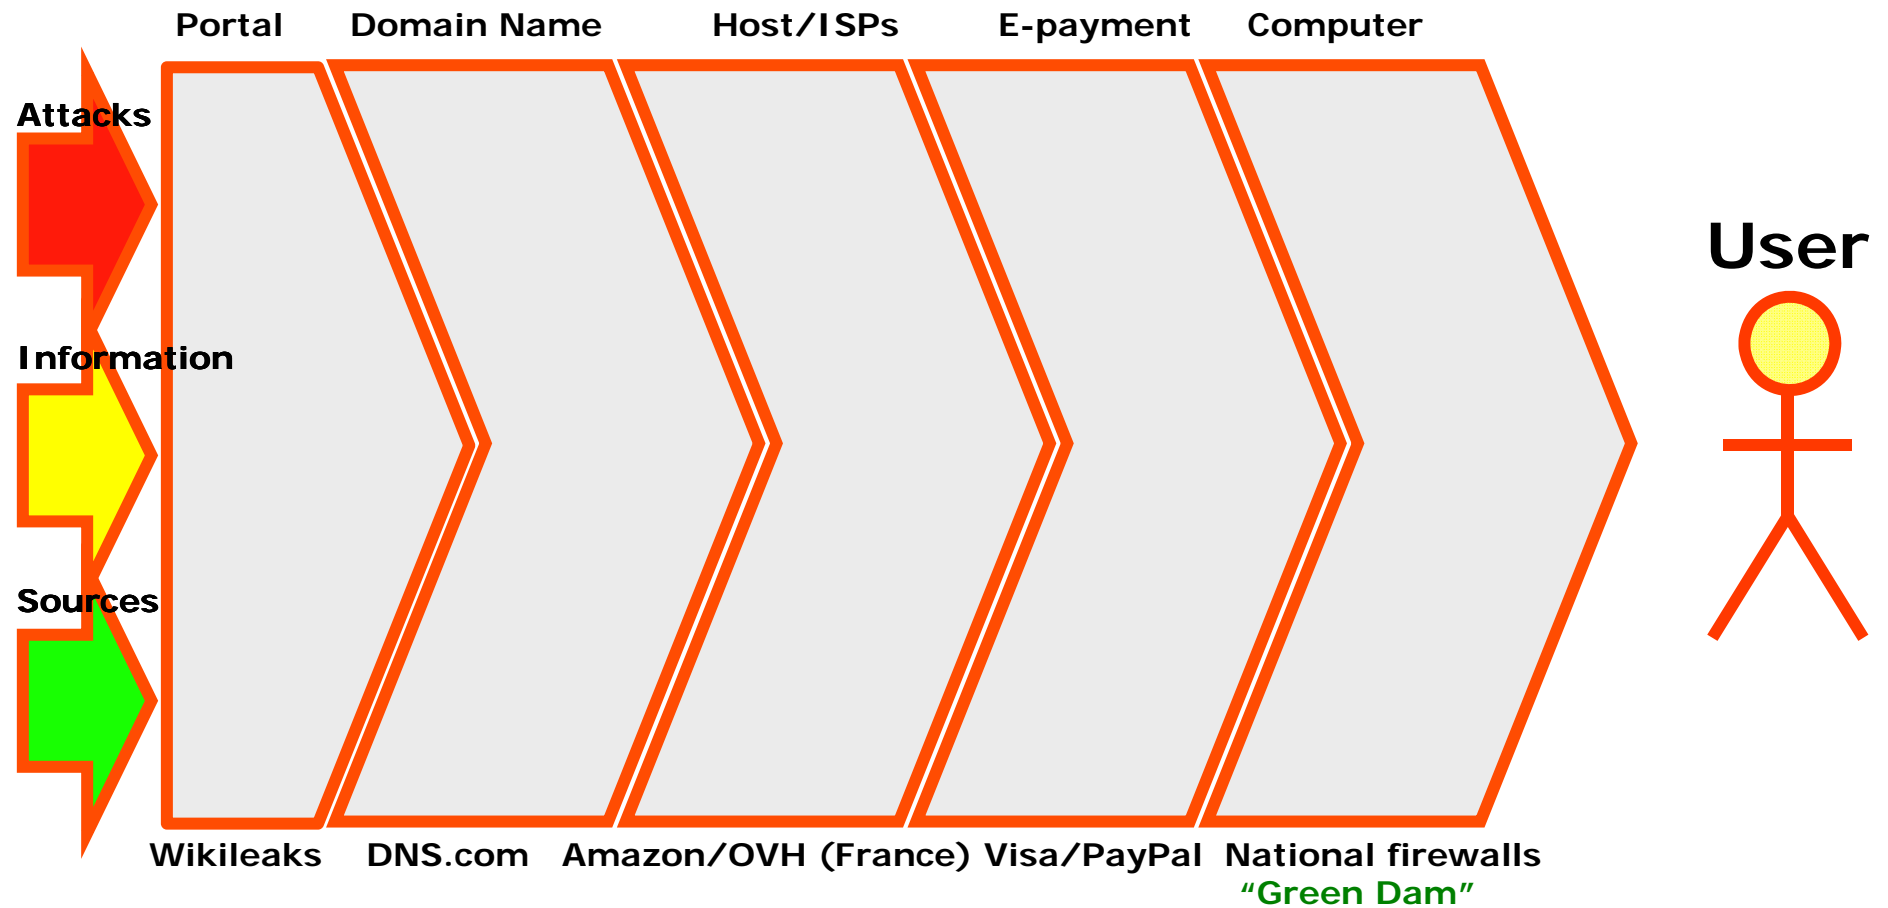 Portal Domain Name Host/ISPs E-payment Computer
Attacks
User
Information
Sources
Wikileaks DNS.com Amazon/OVH (France) Visa/PayPal National firewalls
“Green Dam”